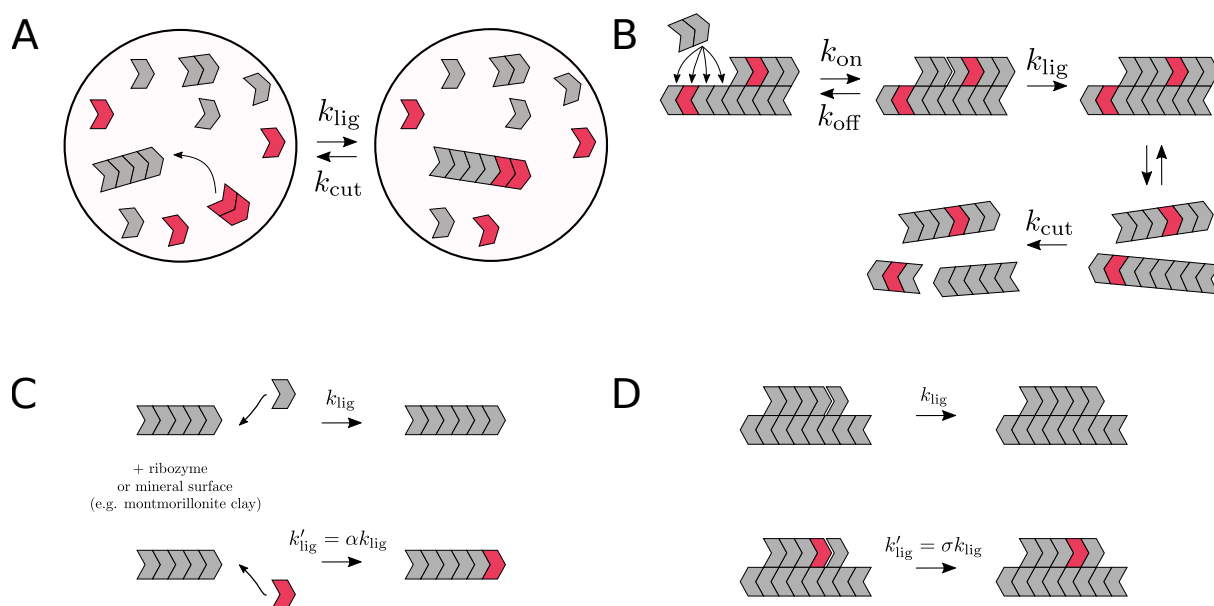 A
k_lig
k_cut
B
k_on
k_off
k_lig
k_cut
C
k_lig
+ ribozyme
or mineral surface
(e.g. montmorillonite clay)
k′_lig = αk_lig
D
k_lig
k′_lig = σk_lig